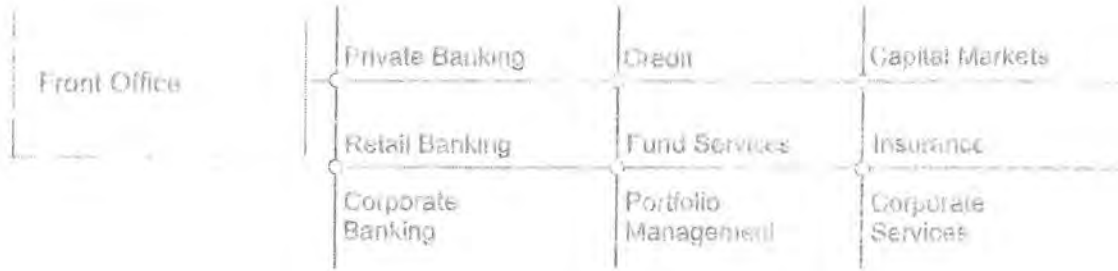 Front Office
Private Banking
Credit
Capital Markets
Retail Banking
Fund Services
Insurance
Corporate
Banking
Portfolio
Management
Corporate
Services